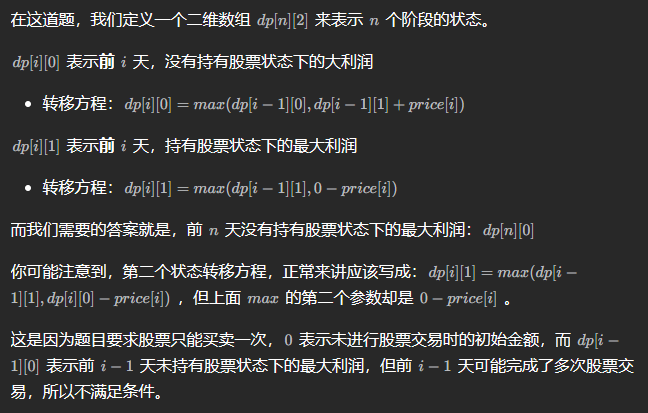 在这道题，我们定义一个二维数组 dp[n][2] 来表示 n 个阶段的状态。
dp[i][0] 表示前 i 天，没有持有股票状态下的大利润
• 转移方程：dp[i][0] = max(dp[i − 1][0], dp[i − 1][1] + price[i])
dp[i][1] 表示前 i 天，持有股票状态下的最大利润
• 转移方程：dp[i][1] = max(dp[i − 1][1], 0 − price[i])
而我们需要的答案就是，前 n 天没有持有股票状态下的最大利润：dp[n][0]
你可能注意到，第二个状态转移方程，正常来讲应该写成：dp[i][1] = max(dp[i −
1][1], dp[i][0] − price[i]) ，但上面 max 的第二个参数却是 0 − price[i] 。
这是因为题目要求股票只能买卖一次，0 表示未进行股票交易时的初始金额，而 dp[i −
1][0] 表示前 i − 1 天未持有股票状态下的最大利润，但前 i − 1 天可能完成了多次股票交
易，所以不满足条件。